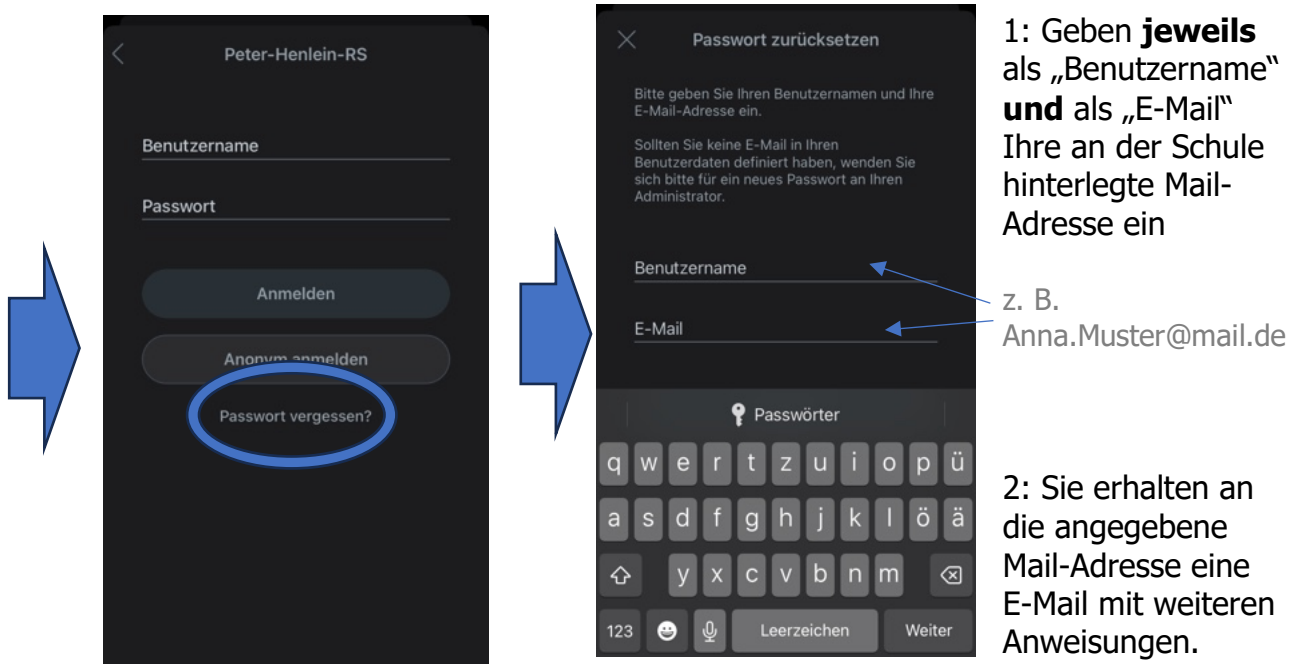 Peter-Henlein-RS
Benutzername
Passwort
Anmelden
Anonym anmelden
Passwort vergessen?
Passwort zurücksetzen
Bitte geben Sie Ihren Benutzernamen und Ihre
E-Mail-Adresse ein.
Sollten Sie keine E-Mail in Ihren
Benutzerdaten definiert haben, wenden Sie
sich bitte für ein neues Passwort an Ihren
Administrator.
Benutzername
E-Mail
Passwörter
q w e r t z u i o p ü
a s d f g h j k l ö ä
y x c v b n m
123 Leerzeichen Weiter
1: Geben jeweils
als „Benutzername“
und als „E-Mail“
Ihre an der Schule
hinterlegte Mail-
Adresse ein
z. B.
Anna.Muster@mail.de
2: Sie erhalten an
die angegebene
Mail-Adresse eine
E-Mail mit weiteren
Anweisungen.